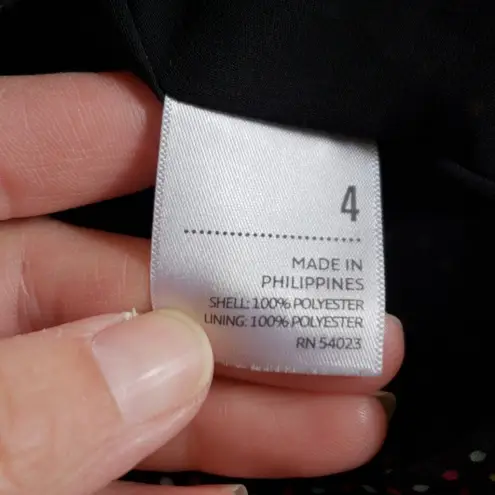 4
MADE IN
PHILIPPINES
SHELL: 100% POLYESTER
LINING: 100% POLYESTER
RN 54023